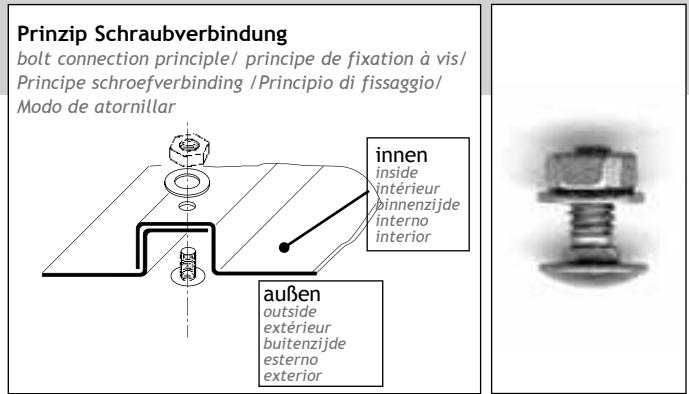 Prinzip Schraubverbindung
bolt connection principle/ principe de fixation à vis/
Principe schroefverbinding /Principio di fissaggio/
Modo de atornillar
innen
inside
intérieur
binnenzijde
interno
interior
außen
outside
extérieur
buitenzijde
esterno
exterior